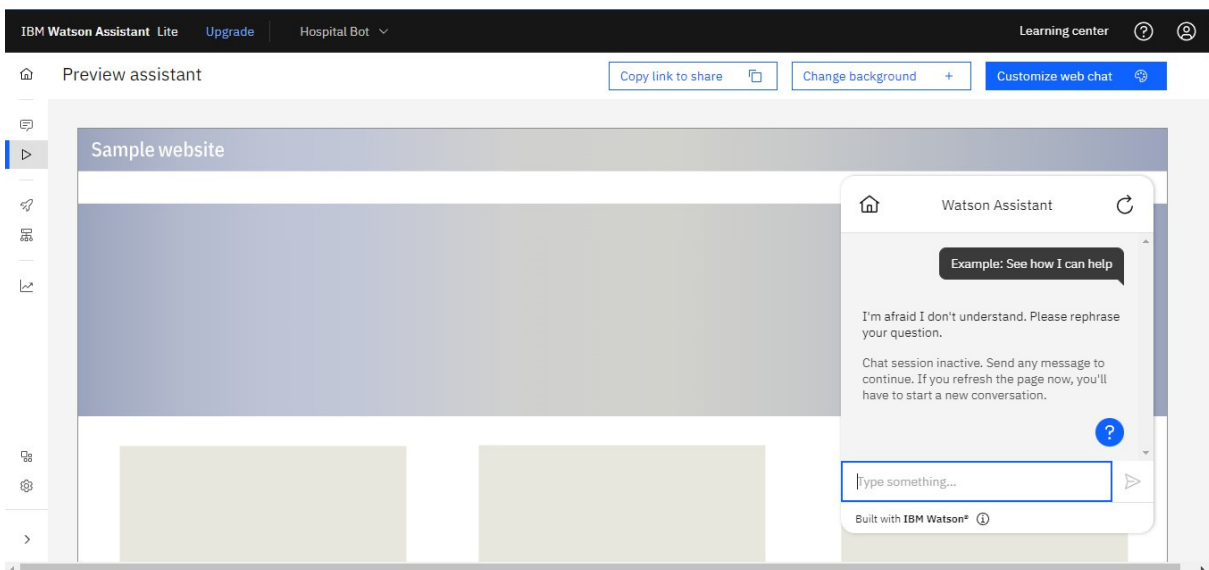 IBM Watson Assistant Lite Upgrade Hospital Bot Learning center
Preview assistant Copy link to share Change background + Customize web chat
Sample website
Watson Assistant
Example: See how I can help
I'm afraid I don't understand. Please rephrase
your question.
Chat session inactive. Send any message to
continue. If you refresh the page now, you'll
have to start a new conversation.
?
Type something...
Built with IBM Watson®